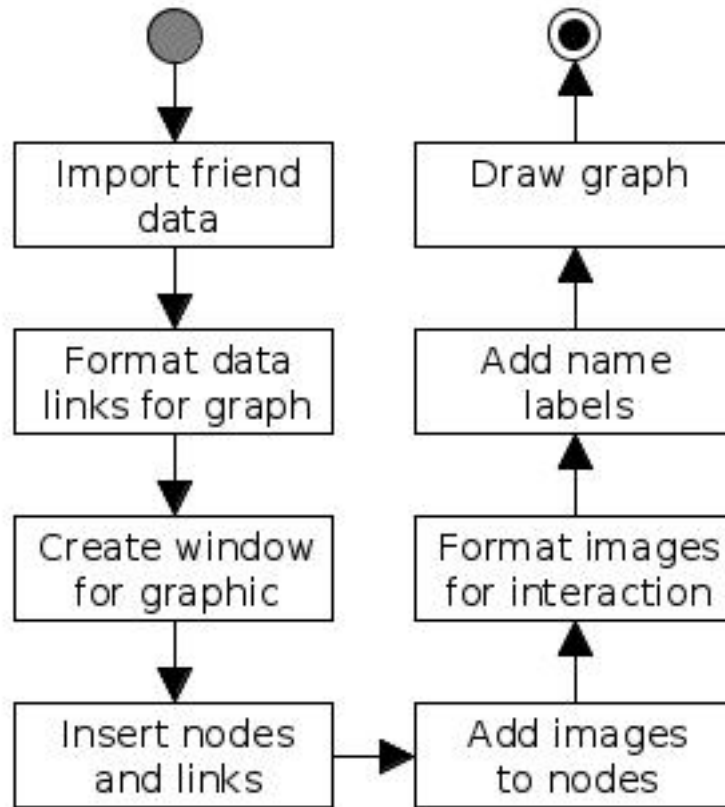 Import friend
data
Format data
links for graph
Create window
for graphic
Insert nodes
and links
Add images
to nodes
Format images
for interaction
Add name
labels
Draw graph